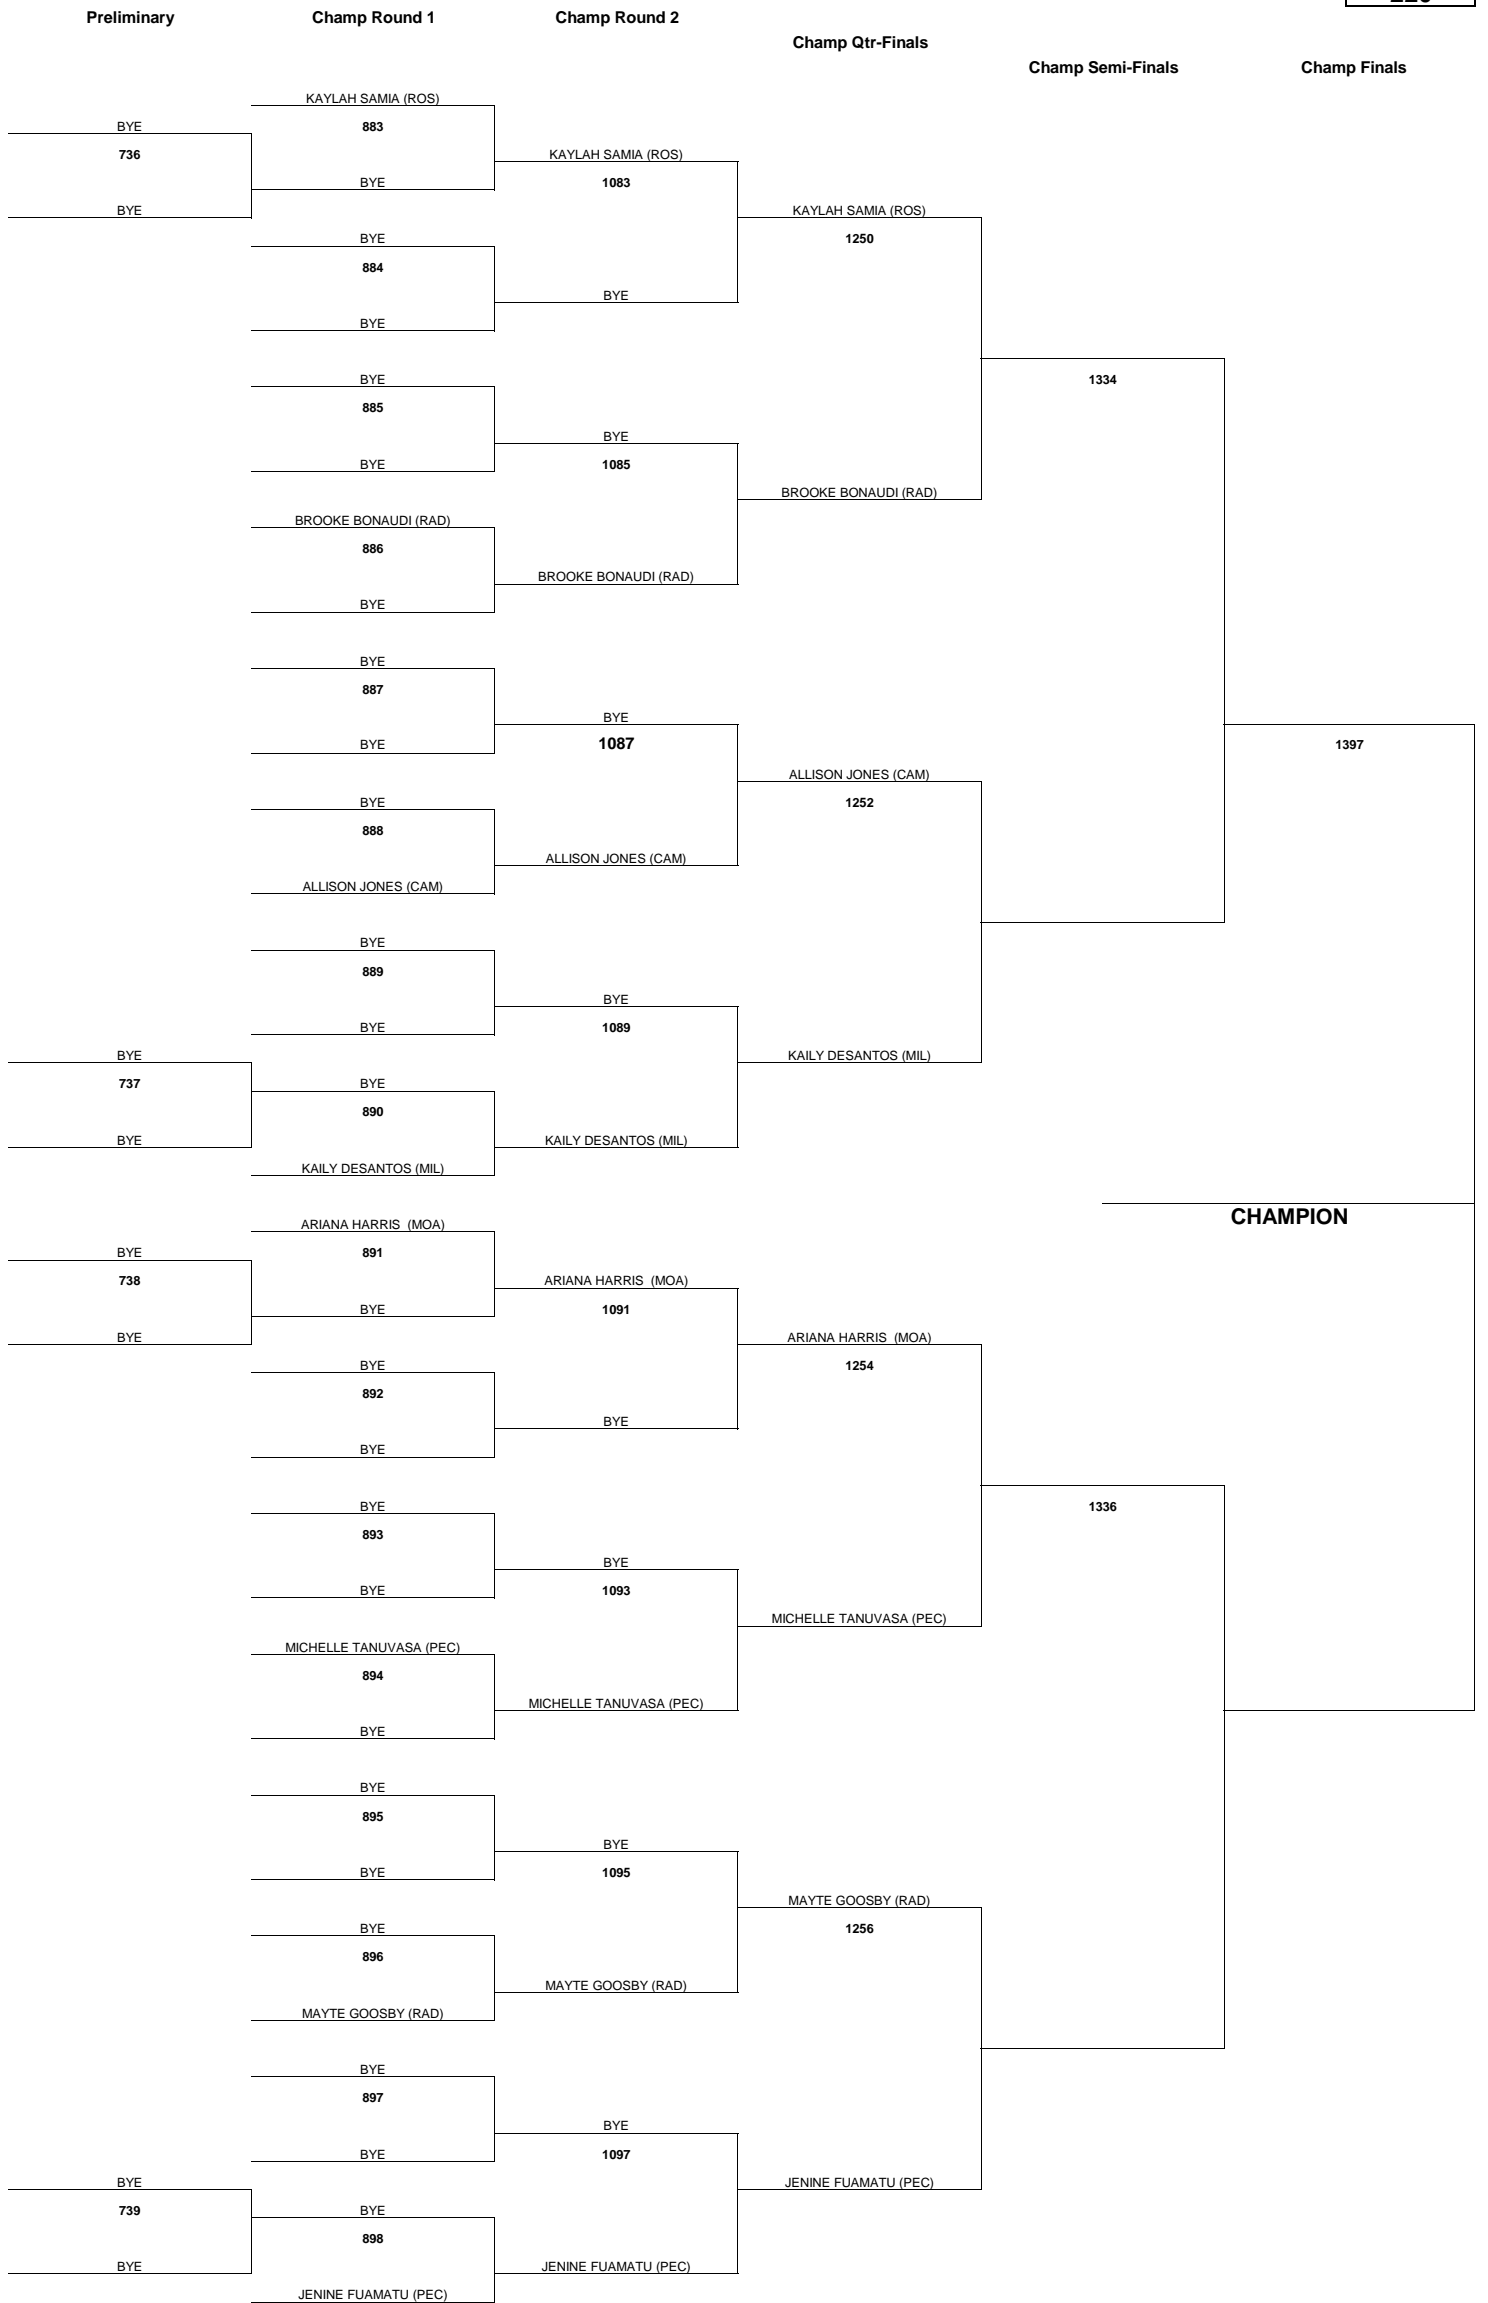 Preliminary
Champ Round 1
Champ Round 2
Champ Qtr-Finals
Champ Semi-Finals
Champ Finals
KAYLAH SAMIA (ROS)
BYE
883
736
KAYLAH SAMIA (ROS)
BYE
1083
BYE
KAYLAH SAMIA (ROS)
BYE
1250
884
BYE
BYE
BYE
1334
885
BYE
BYE
1085
BROOKE BONAUDI (RAD)
BROOKE BONAUDI (RAD)
886
BROOKE BONAUDI (RAD)
BYE
BYE
887
BYE
BYE
1087
1397
ALLISON JONES (CAM)
BYE
1252
888
ALLISON JONES (CAM)
ALLISON JONES (CAM)
BYE
889
BYE
BYE
1089
BYE
KAILY DESANTOS (MIL)
737
BYE
890
BYE
KAILY DESANTOS (MIL)
KAILY DESANTOS (MIL)
CHAMPION
ARIANA HARRIS (MOA)
BYE
891
738
ARIANA HARRIS (MOA)
BYE
1091
BYE
ARIANA HARRIS (MOA)
BYE
1254
892
BYE
BYE
BYE
1336
893
BYE
BYE
1093
MICHELLE TANUVASA (PEC)
MICHELLE TANUVASA (PEC)
894
MICHELLE TANUVASA (PEC)
BYE
BYE
895
BYE
BYE
1095
MAYTE GOOSBY (RAD)
BYE
1256
896
MAYTE GOOSBY (RAD)
MAYTE GOOSBY (RAD)
BYE
897
BYE
BYE
1097
BYE
JENINE FUAMATU (PEC)
739
BYE
898
BYE
JENINE FUAMATU (PEC)
JENINE FUAMATU (PEC)